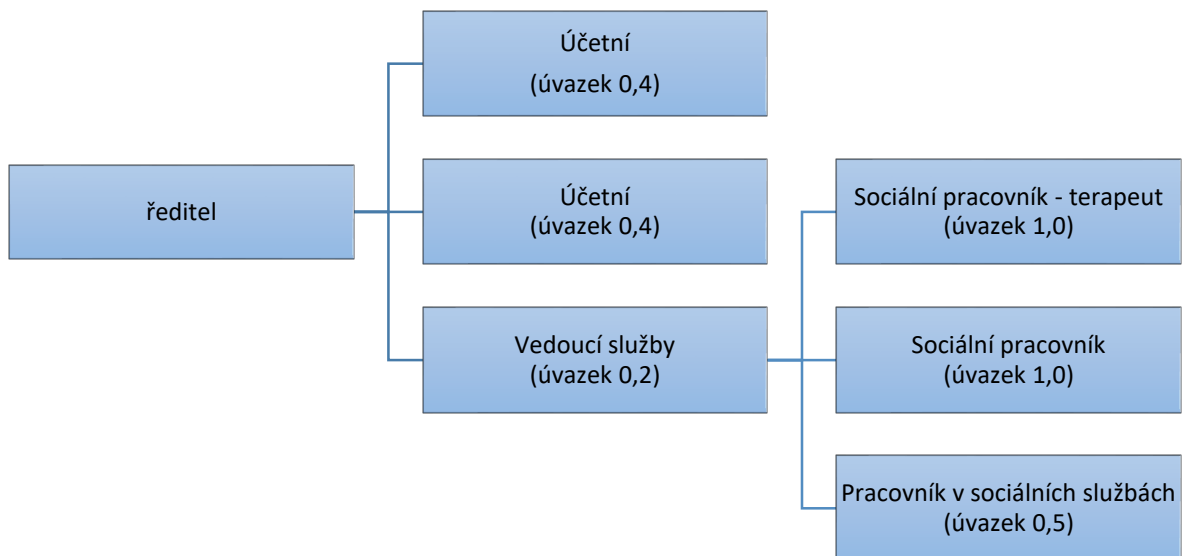 Účetní
(úvazek 0,4)
ředitel
Účetní
(úvazek 0,4)
Vedoucí služby
(úvazek 0,2)
Sociální pracovník - terapeut
(úvazek 1,0)
Sociální pracovník
(úvazek 1,0)
Pracovník v sociálních službách
(úvazek 0,5)